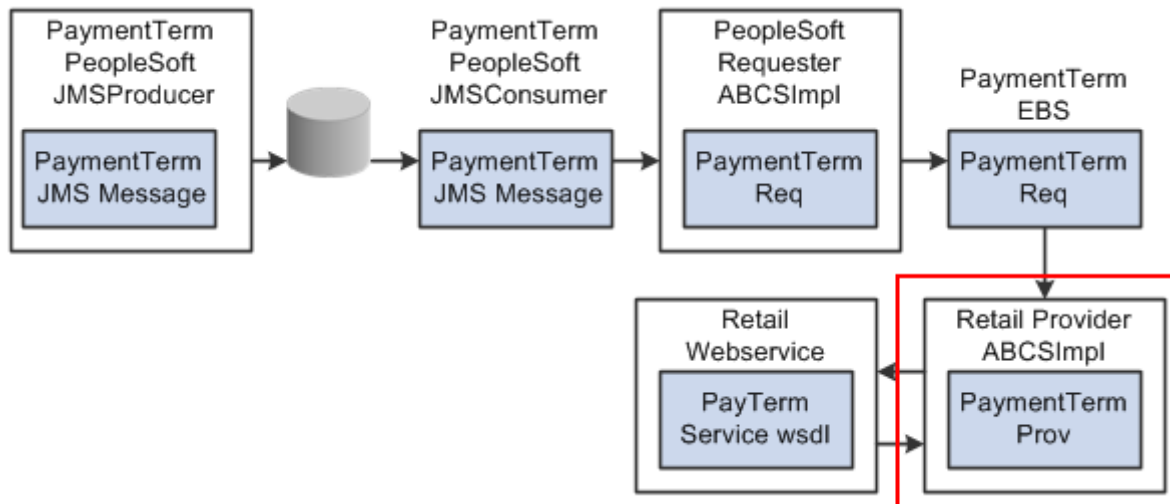 PaymentTerm
PeopleSoft
JMSProducer
PaymentTerm
JMS Message
PaymentTerm
PeopleSoft
JMSConsumer
PaymentTerm
JMS Message
PeopleSoft
Requester
ABCSImpl
PaymentTerm
Req
PaymentTerm
EBS
PaymentTerm
Req
Retail
Webservice
PayTerm
Service wsdl
Retail Provider
ABCSImpl
PaymentTerm
Prov